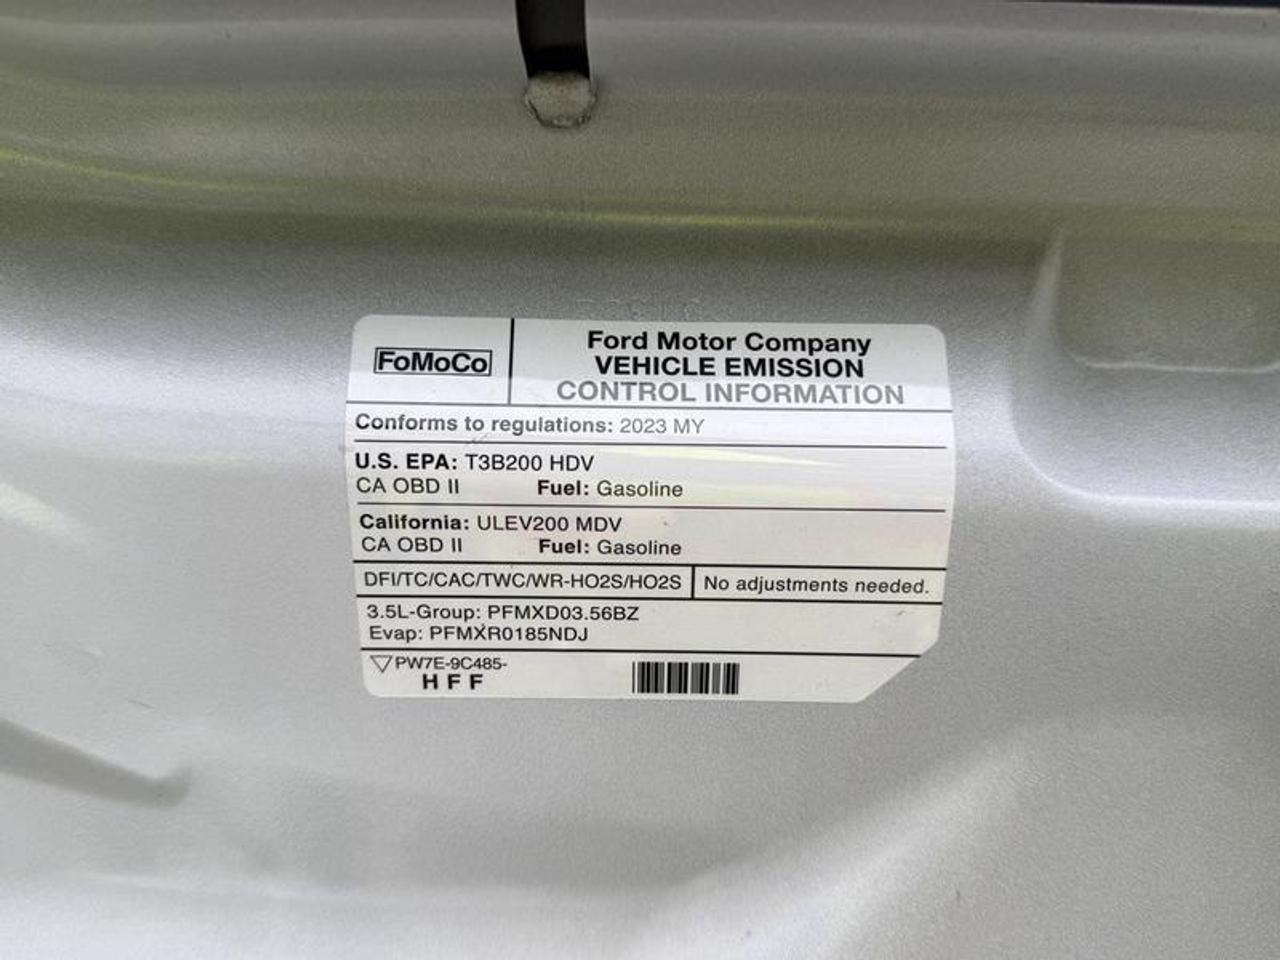 FoMoCo
Ford Motor Company
VEHICLE EMISSION
CONTROL INFORMATION
Conforms to regulations: 2023 MY
U.S. EPA: T3B200 HDV
CA OBD II Fuel: Gasoline
California: ULEV200 MDV
CA OBD II Fuel: Gasoline
DFI/TC/CAC/TWC/WR-HO2S/HO2S No adjustments needed.
3.5L-Group: PFMXD03.56BZ
Evap: PFMXR0185NDJ
PW7E-9C485-
H F F